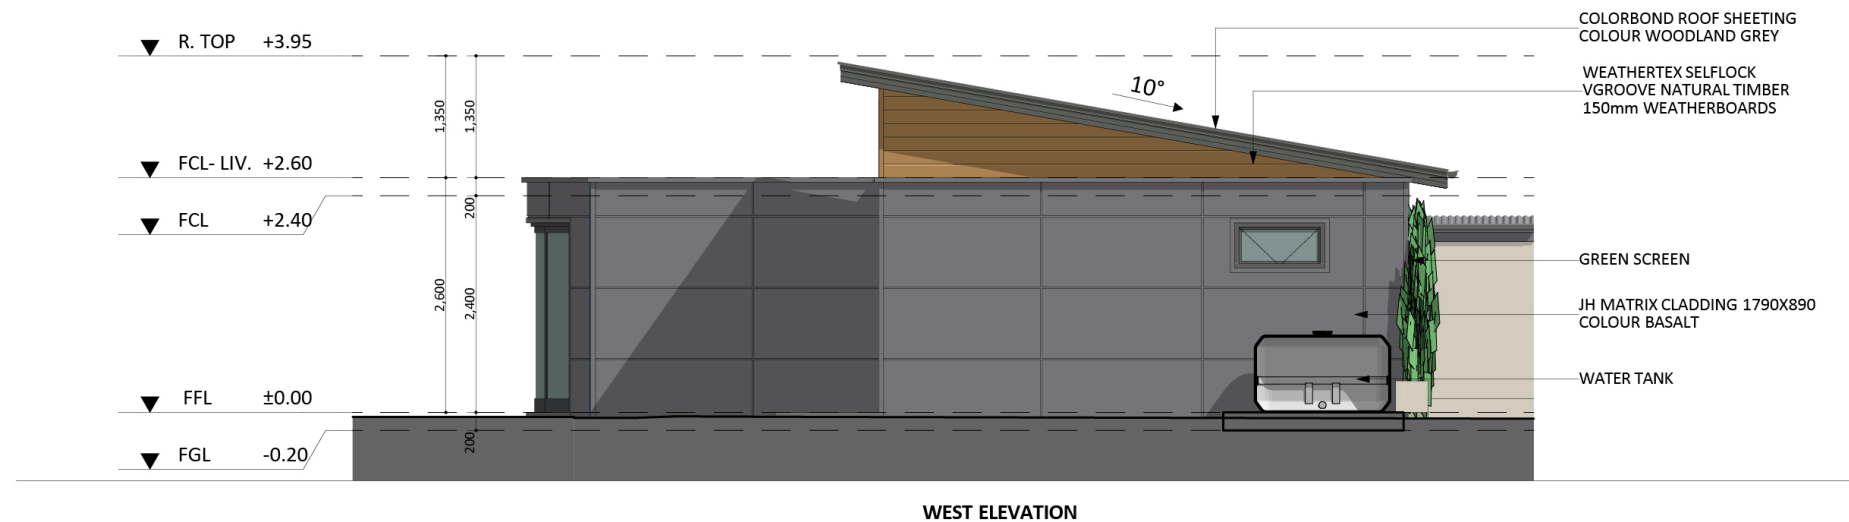 R. TOP +3.95
FCL- LIV. +2.60
FCL +2.40
FFL ±0.00
FGL -0.20
1,350
1,350
200
2,600
2,400
200
10°
COLORBOND ROOF SHEETING
COLOUR WOODLAND GREY
WEATHERTEX SELFLOCK
VGROOVE NATURAL TIMBER
150mm WEATHERBOARDS
GREEN SCREEN
JH MATRIX CLADDING 1790X890
COLOUR BASALT
WATER TANK
WEST ELEVATION